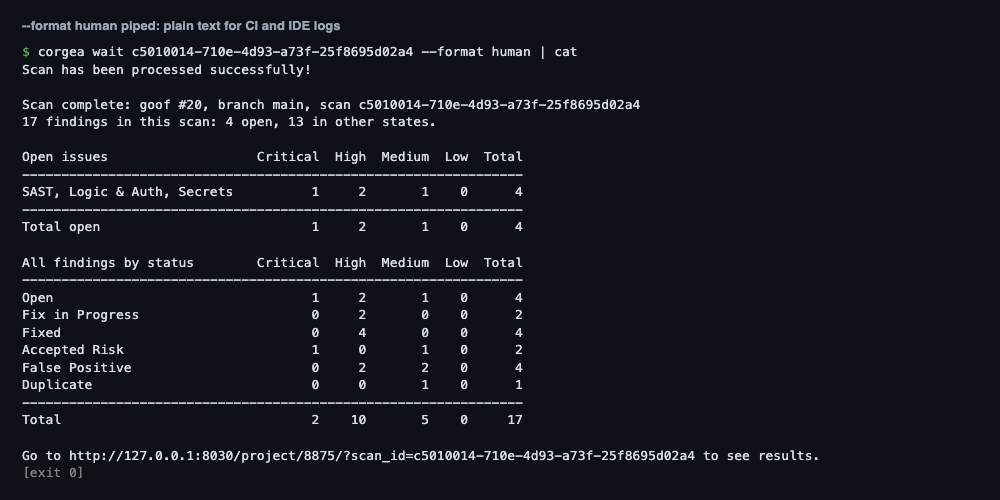 --format human piped: plain text for CI and IDE logs
$ corgea wait c5010014-710e-4d93-a73f-25f8695d02a4 --format human | cat
Scan has been processed successfully!
Scan complete: goof #20, branch main, scan c5010014-710e-4d93-a73f-25f8695d02a4
17 findings in this scan: 4 open, 13 in other states.
Open issues Critical High Medium Low Total
SAST, Logic & Auth, Secrets 1 2 1 0 4
Total open 1 2 1 0 4
All findings by status Critical High Medium Low Total
Open 1 2 1 0 4
Fix in Progress 0 2 0 0 2
Fixed 0 4 0 0 4
Accepted Risk 1 0 1 0 2
False Positive 0 2 2 0 4
Duplicate 0 0 1 0 1
Total 2 10 5 0 17
Go to http://127.0.0.1:8030/project/8875/?scan_id=c5010014-710e-4d93-a73f-25f8695d02a4 to see results.
[exit 0]